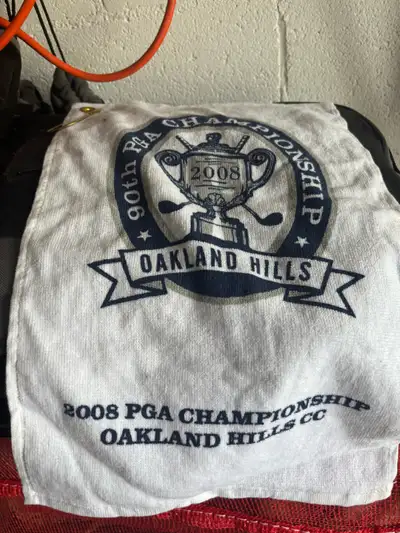 90th PGA CHAMPIONSHIP
2008
OAKLAND HILLS
2008 PGA CHAMPIONSHIP
OAKLAND HILLS CC